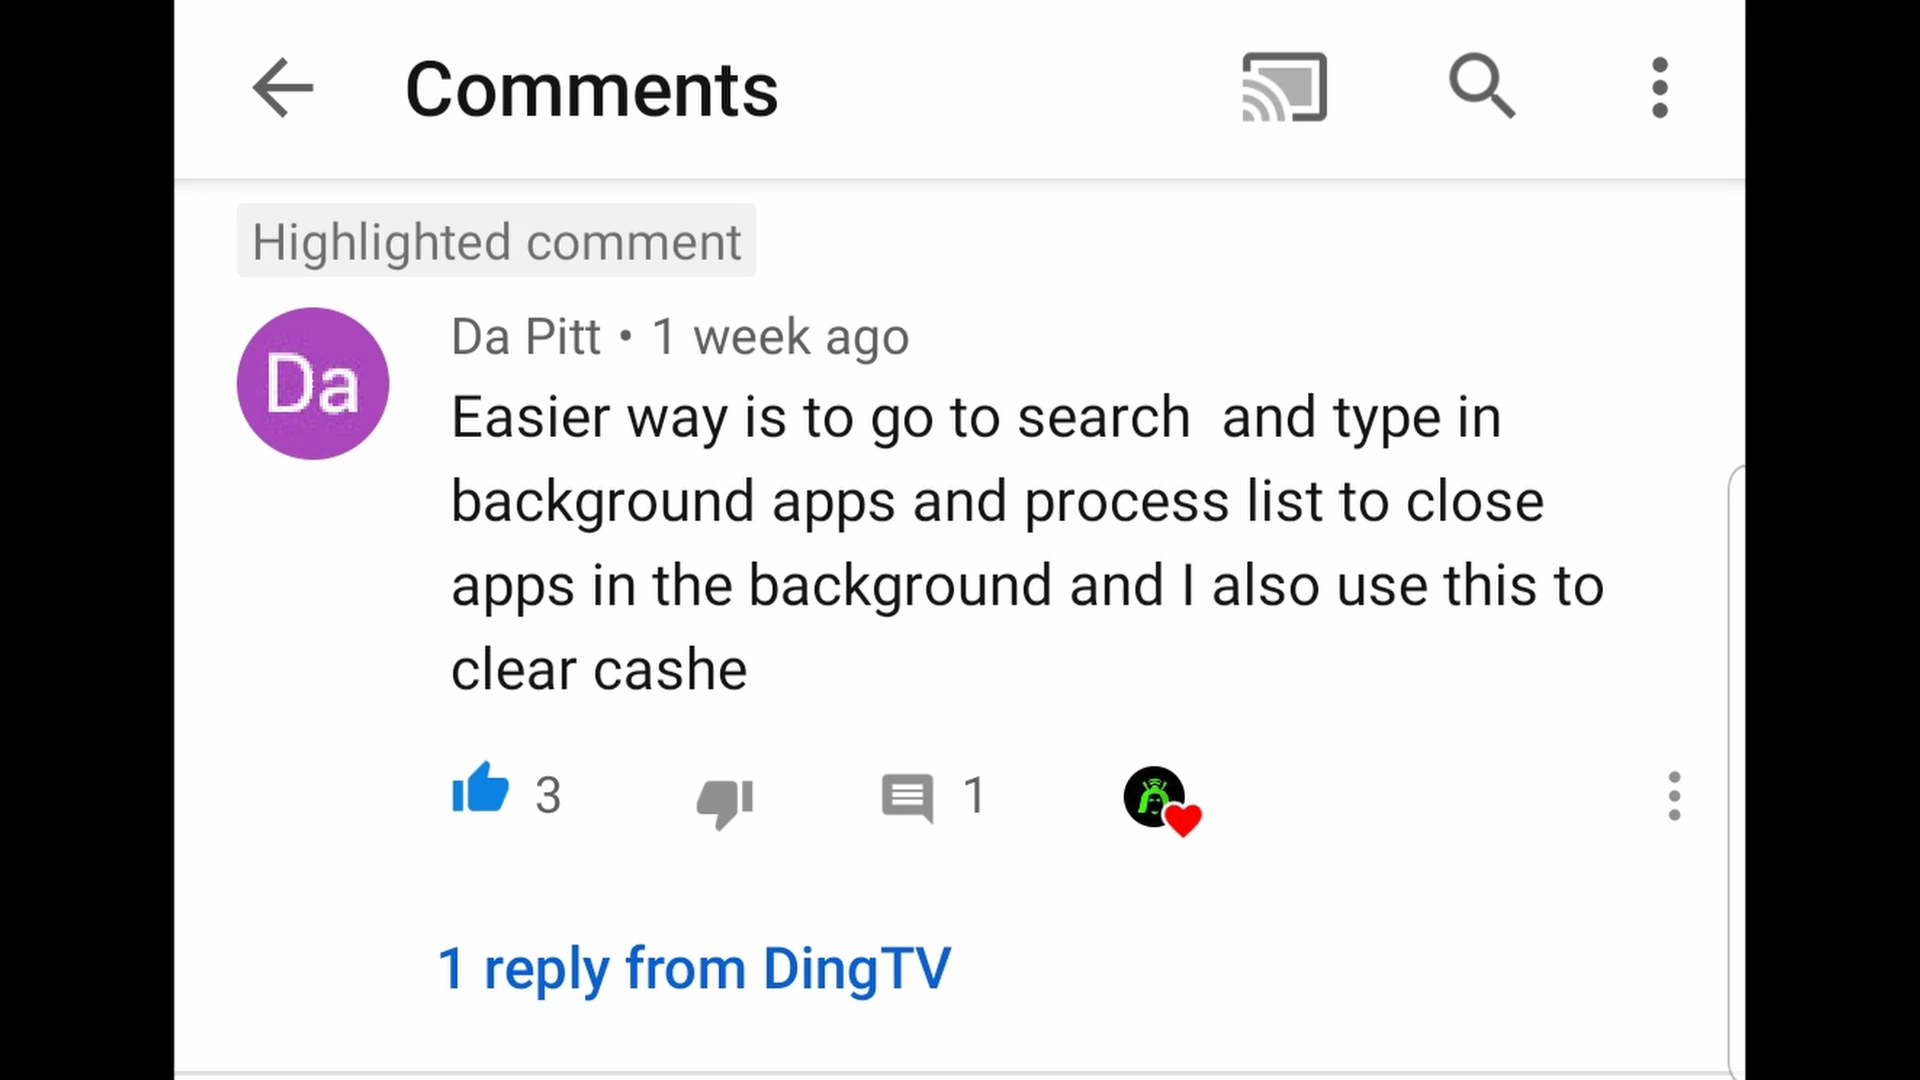 Comments
Highlighted comment
Da
Da Pitt • 1 week ago
Easier way is to go to search  and type in
background apps and process list to close
apps in the background and I also use this to
clear cashe
3
1
1 reply from DingTV